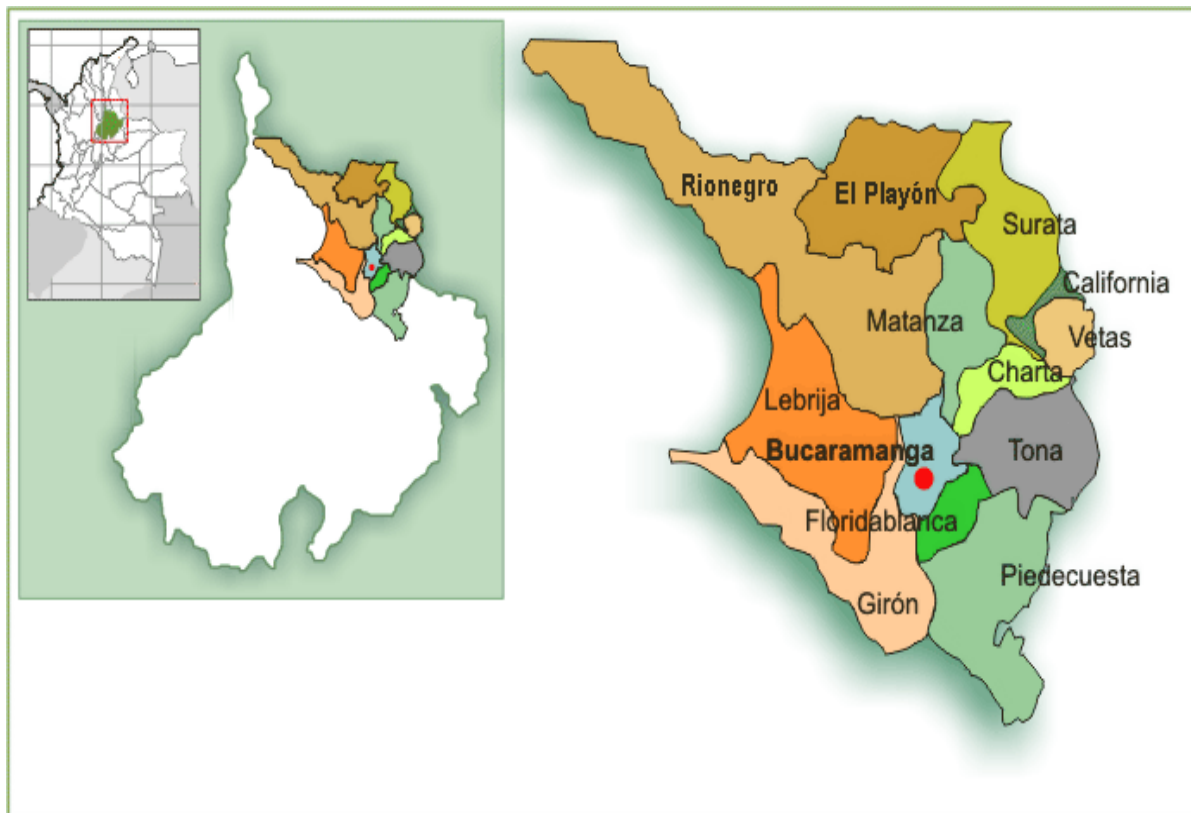 Rionegro
El Playón
Surata
California
Matanza
Vetas
Charta
Lebrija
Bucaramanga
Tona
Floridablanca
Piedecuesta
Girón